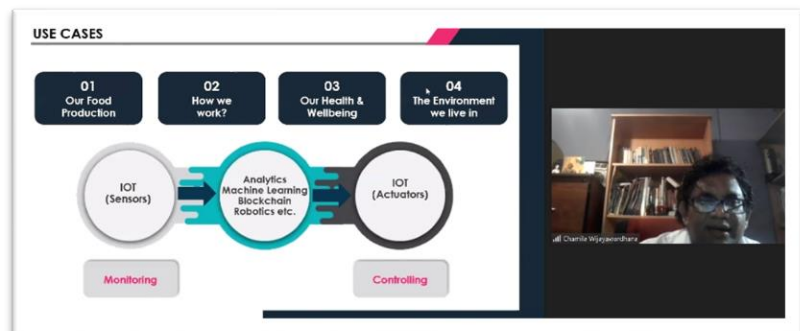 USE CASES
01
Our Food
Production
02
How we
work?
03
Our Health &
Wellbeing
04
The Environment
we live in
IOT
(Sensors)
Analytics
Machine Learning
Blockchain
Robotics etc.
IOT
(Actuators)
Monitoring
Controlling
Chamila Wijayawardhana